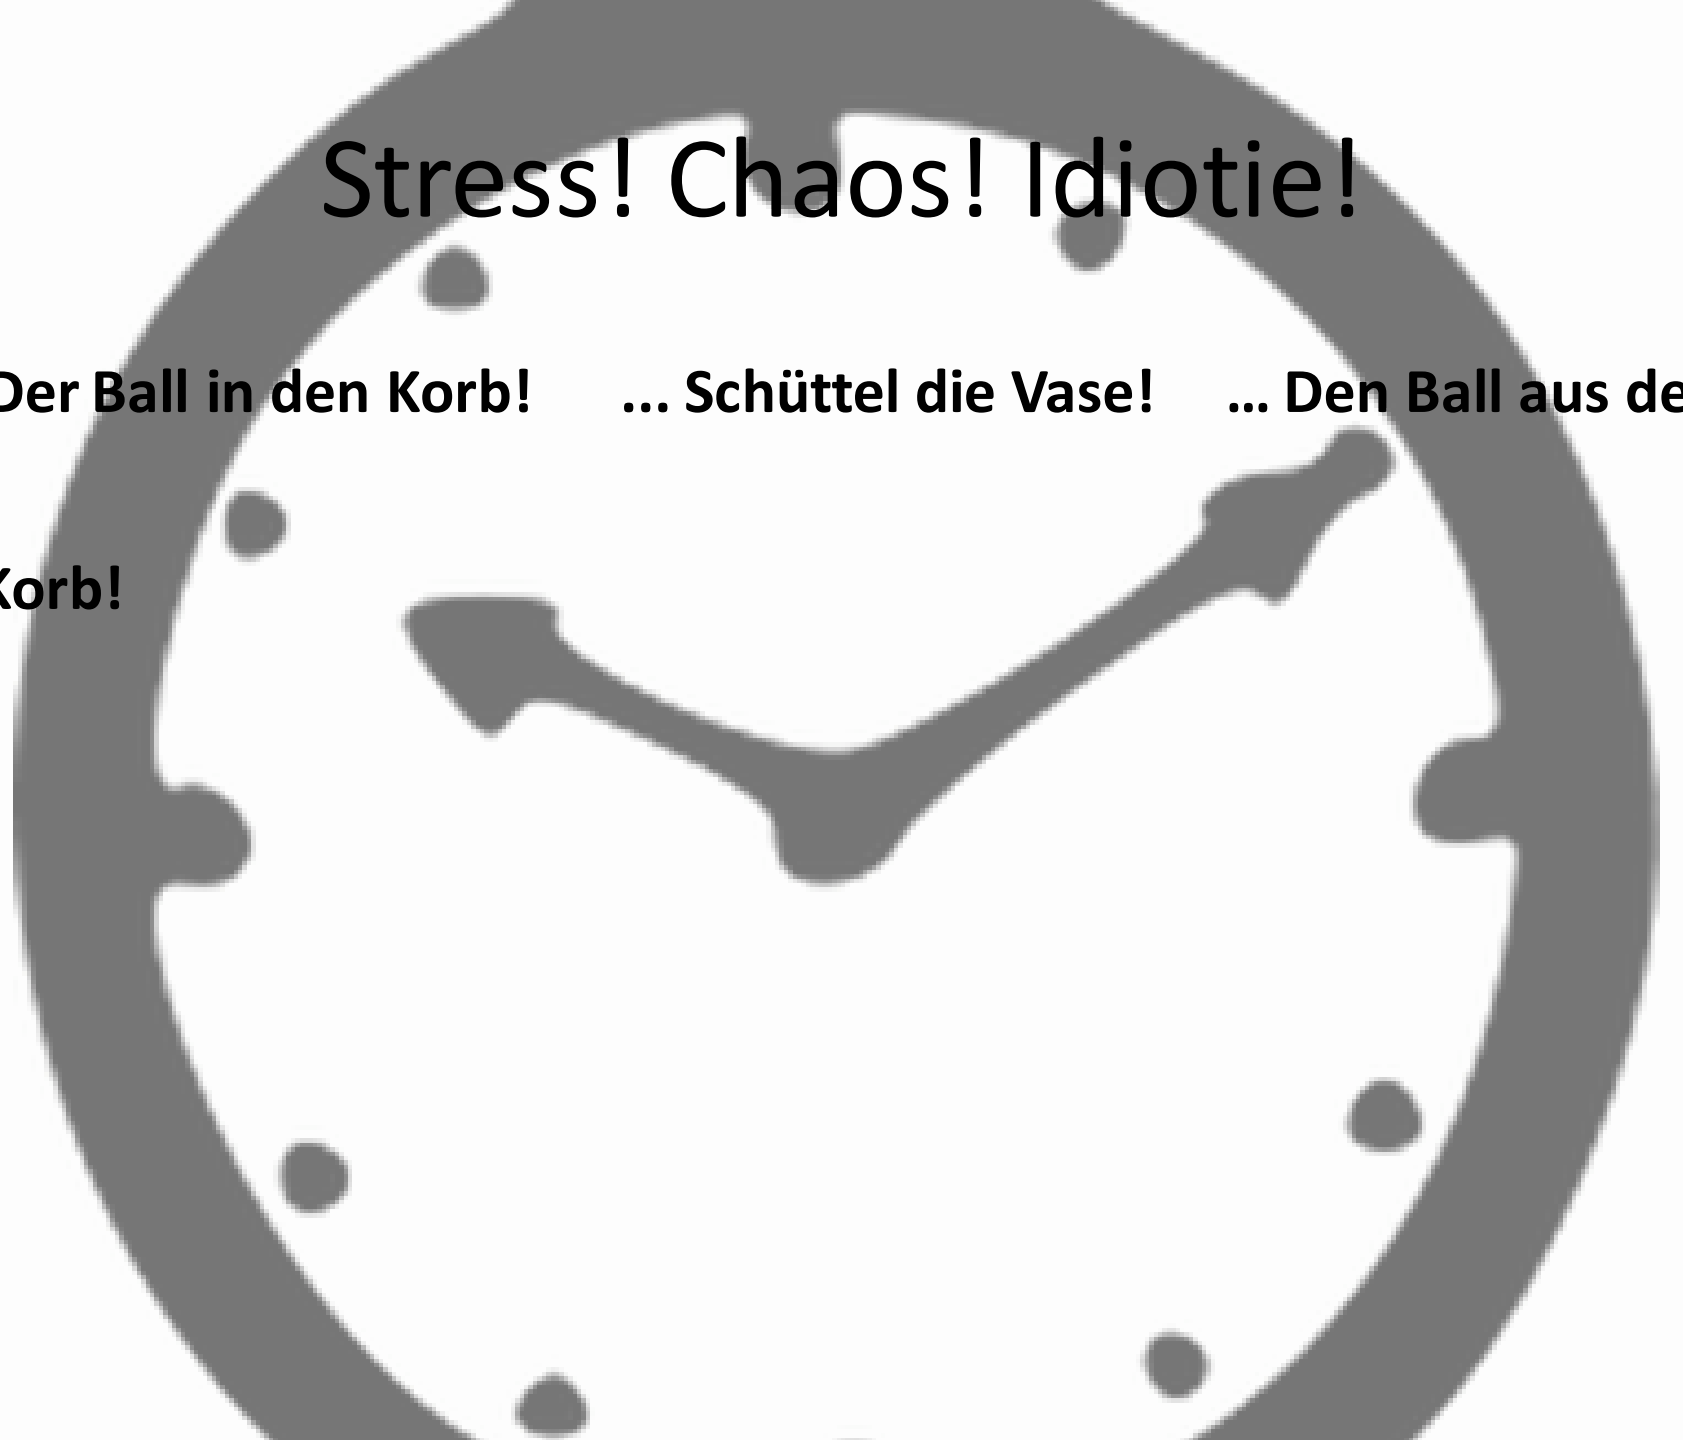 Stress! Chaos! Idiotie!
Der Ball in den Korb! ... Schüttel die Vase! ... Den Ball aus de
Korb!